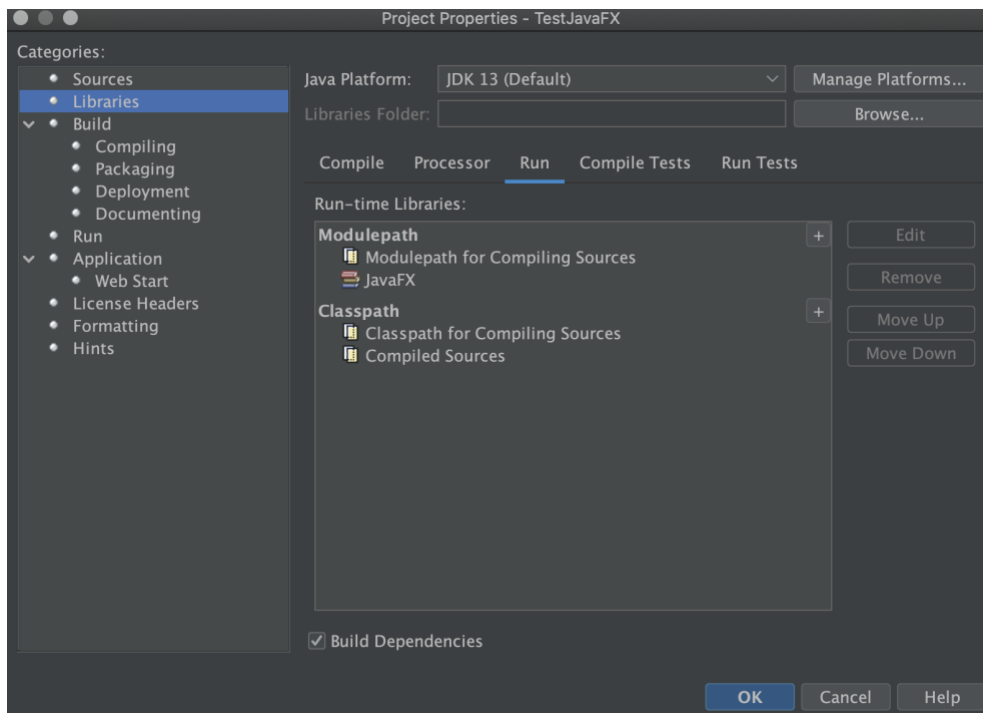 Project Properties - TestJavaFX
Categories:
Sources
Libraries
Build
Compiling
Packaging
Deployment
Documenting
Run
Application
Web Start
License Headers
Formatting
Hints
Java Platform: JDK 13 (Default) Manage Platforms...
Libraries Folder: Browse...
Compile Processor Run Compile Tests Run Tests
Run-time Libraries:
Modulepath + Edit
Modulepath for Compiling Sources
JavaFX Remove
Classpath + Move Up
Classpath for Compiling Sources
Compiled Sources Move Down
Build Dependencies
OK Cancel Help